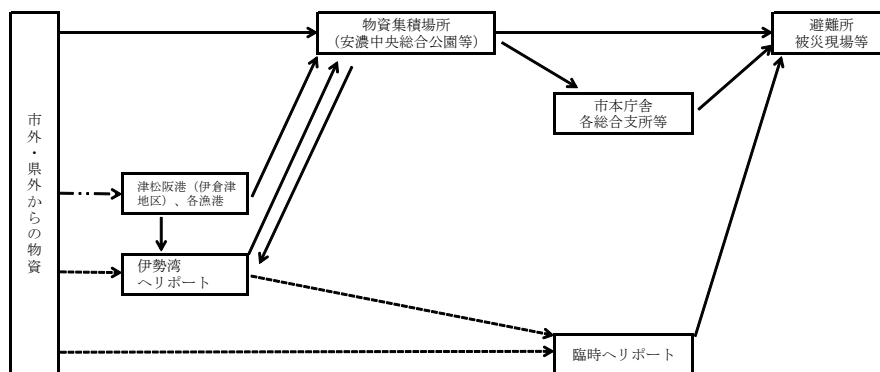 市外・県外からの物資
物資集積場所
（安濃中央総合公園等）
避難所
被災現場等
市本庁舎
各総合支所等
津松阪港（伊倉津
地区）、各漁港
伊勢湾
ヘリポート
臨時ヘリポート